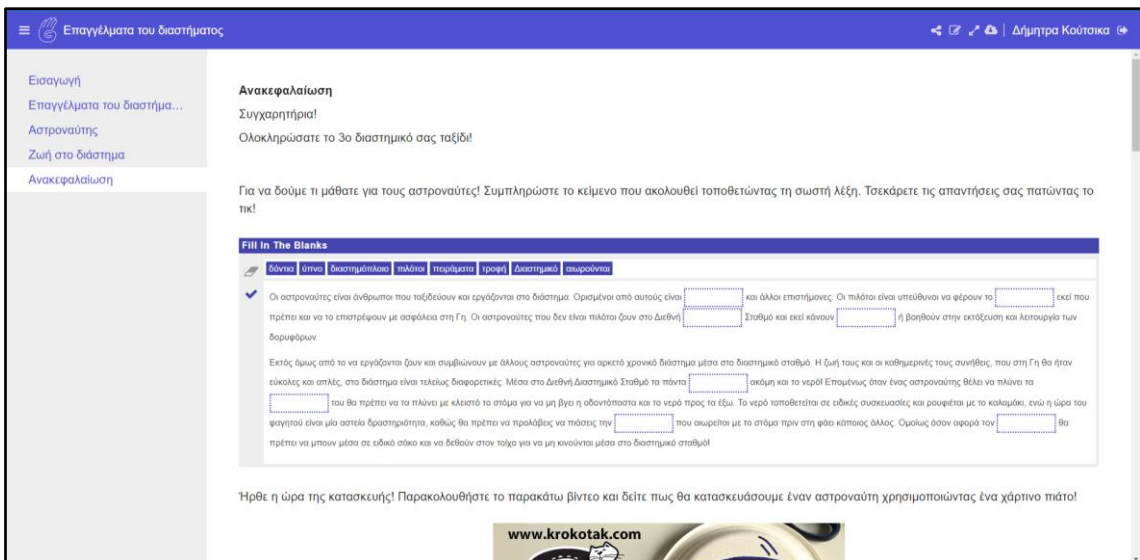 Επαγγέλματα του διαστήματος
Δήμητρα Κούτσικα
Εισαγωγή
Επαγγέλματα του διαστήμα...
Αστροναύτης
Ζωή στο διάστημα
Ανακεφαλαίωση
Ανακεφαλαίωση
Συγχαρητήρια!
Ολοκληρώσατε το 3ο διαστημικό σας ταξίδι!
Για να δούμε τι μάθατε για τους αστροναύτες! Συμπληρώστε το κείμενο που ακολουθεί τοποθετώντας τη σωστή λέξη. Τσεκάρετε τις απαντήσεις σας πατώντας το
τικ!
Fill In The Blanks
δόντια ύπνο διαστημόπλοιο πιλότοι πειράματα τροφή Διαστημικό αιωρούνται
Οι αστροναύτες είναι άνθρωποι που ταξιδεύουν και εργάζονται στο διάστημα. Ορισμένοι από αυτούς είναι και άλλοι επιστήμονες. Οι πιλότοι είναι υπεύθυνοι να φέρουν το εκεί που
πρέπει και να το επιστρέψουν με ασφάλεια στη Γη. Οι αστροναύτες που δεν είναι πιλότοι ζουν στο Διεθνή Σταθμό και εκεί κάνουν ή βοηθούν στην εκτόξευση και λειτουργία των
δορυφόρων.
Εκτός όμως από το να εργάζονται ζουν και συμβιώνουν με άλλους αστροναύτες για αρκετό χρονικό διάστημα μέσα στο διαστημικό σταθμό. Η ζωή τους και οι καθημερινές τους συνήθεις, που στη Γη θα ήταν
εύκολες και απλές, στο διάστημα είναι τελείως διαφορετικές. Μέσα στο Διεθνή Διαστημικό Σταθμό τα πάντα ακόμη και το νερό! Επομένως όταν ένας αστροναύτης θέλει να πλύνει τα
του θα πρέπει να τα πλύνει με κλειστό το στόμα για να μη βγει η οδοντόπαστα και το νερό προς τα έξω. Το νερό τοποθετείται σε ειδικές συσκευασίες και ρουφιέται με το καλαμάκι, ενώ η ώρα του
φαγητού είναι μία αστεία δραστηριότητα, καθώς θα πρέπει να προλάβεις να πιάσεις την που αιωρείται με το στόμα πριν στη φάει κάποιος άλλος. Ομοίως όσον αφορά τον θα
πρέπει να μπουν μέσα σε ειδικό σάκο και να δεθούν στον τοίχο για να μη κινούνται μέσα στο διαστημικό σταθμό!
Ήρθε η ώρα της κατασκευής! Παρακολουθήστε το παρακάτω βίντεο και δείτε πως θα κατασκευάσουμε έναν αστροναύτη χρησιμοποιώντας ένα χάρτινο πιάτο!
www.krokotak.com